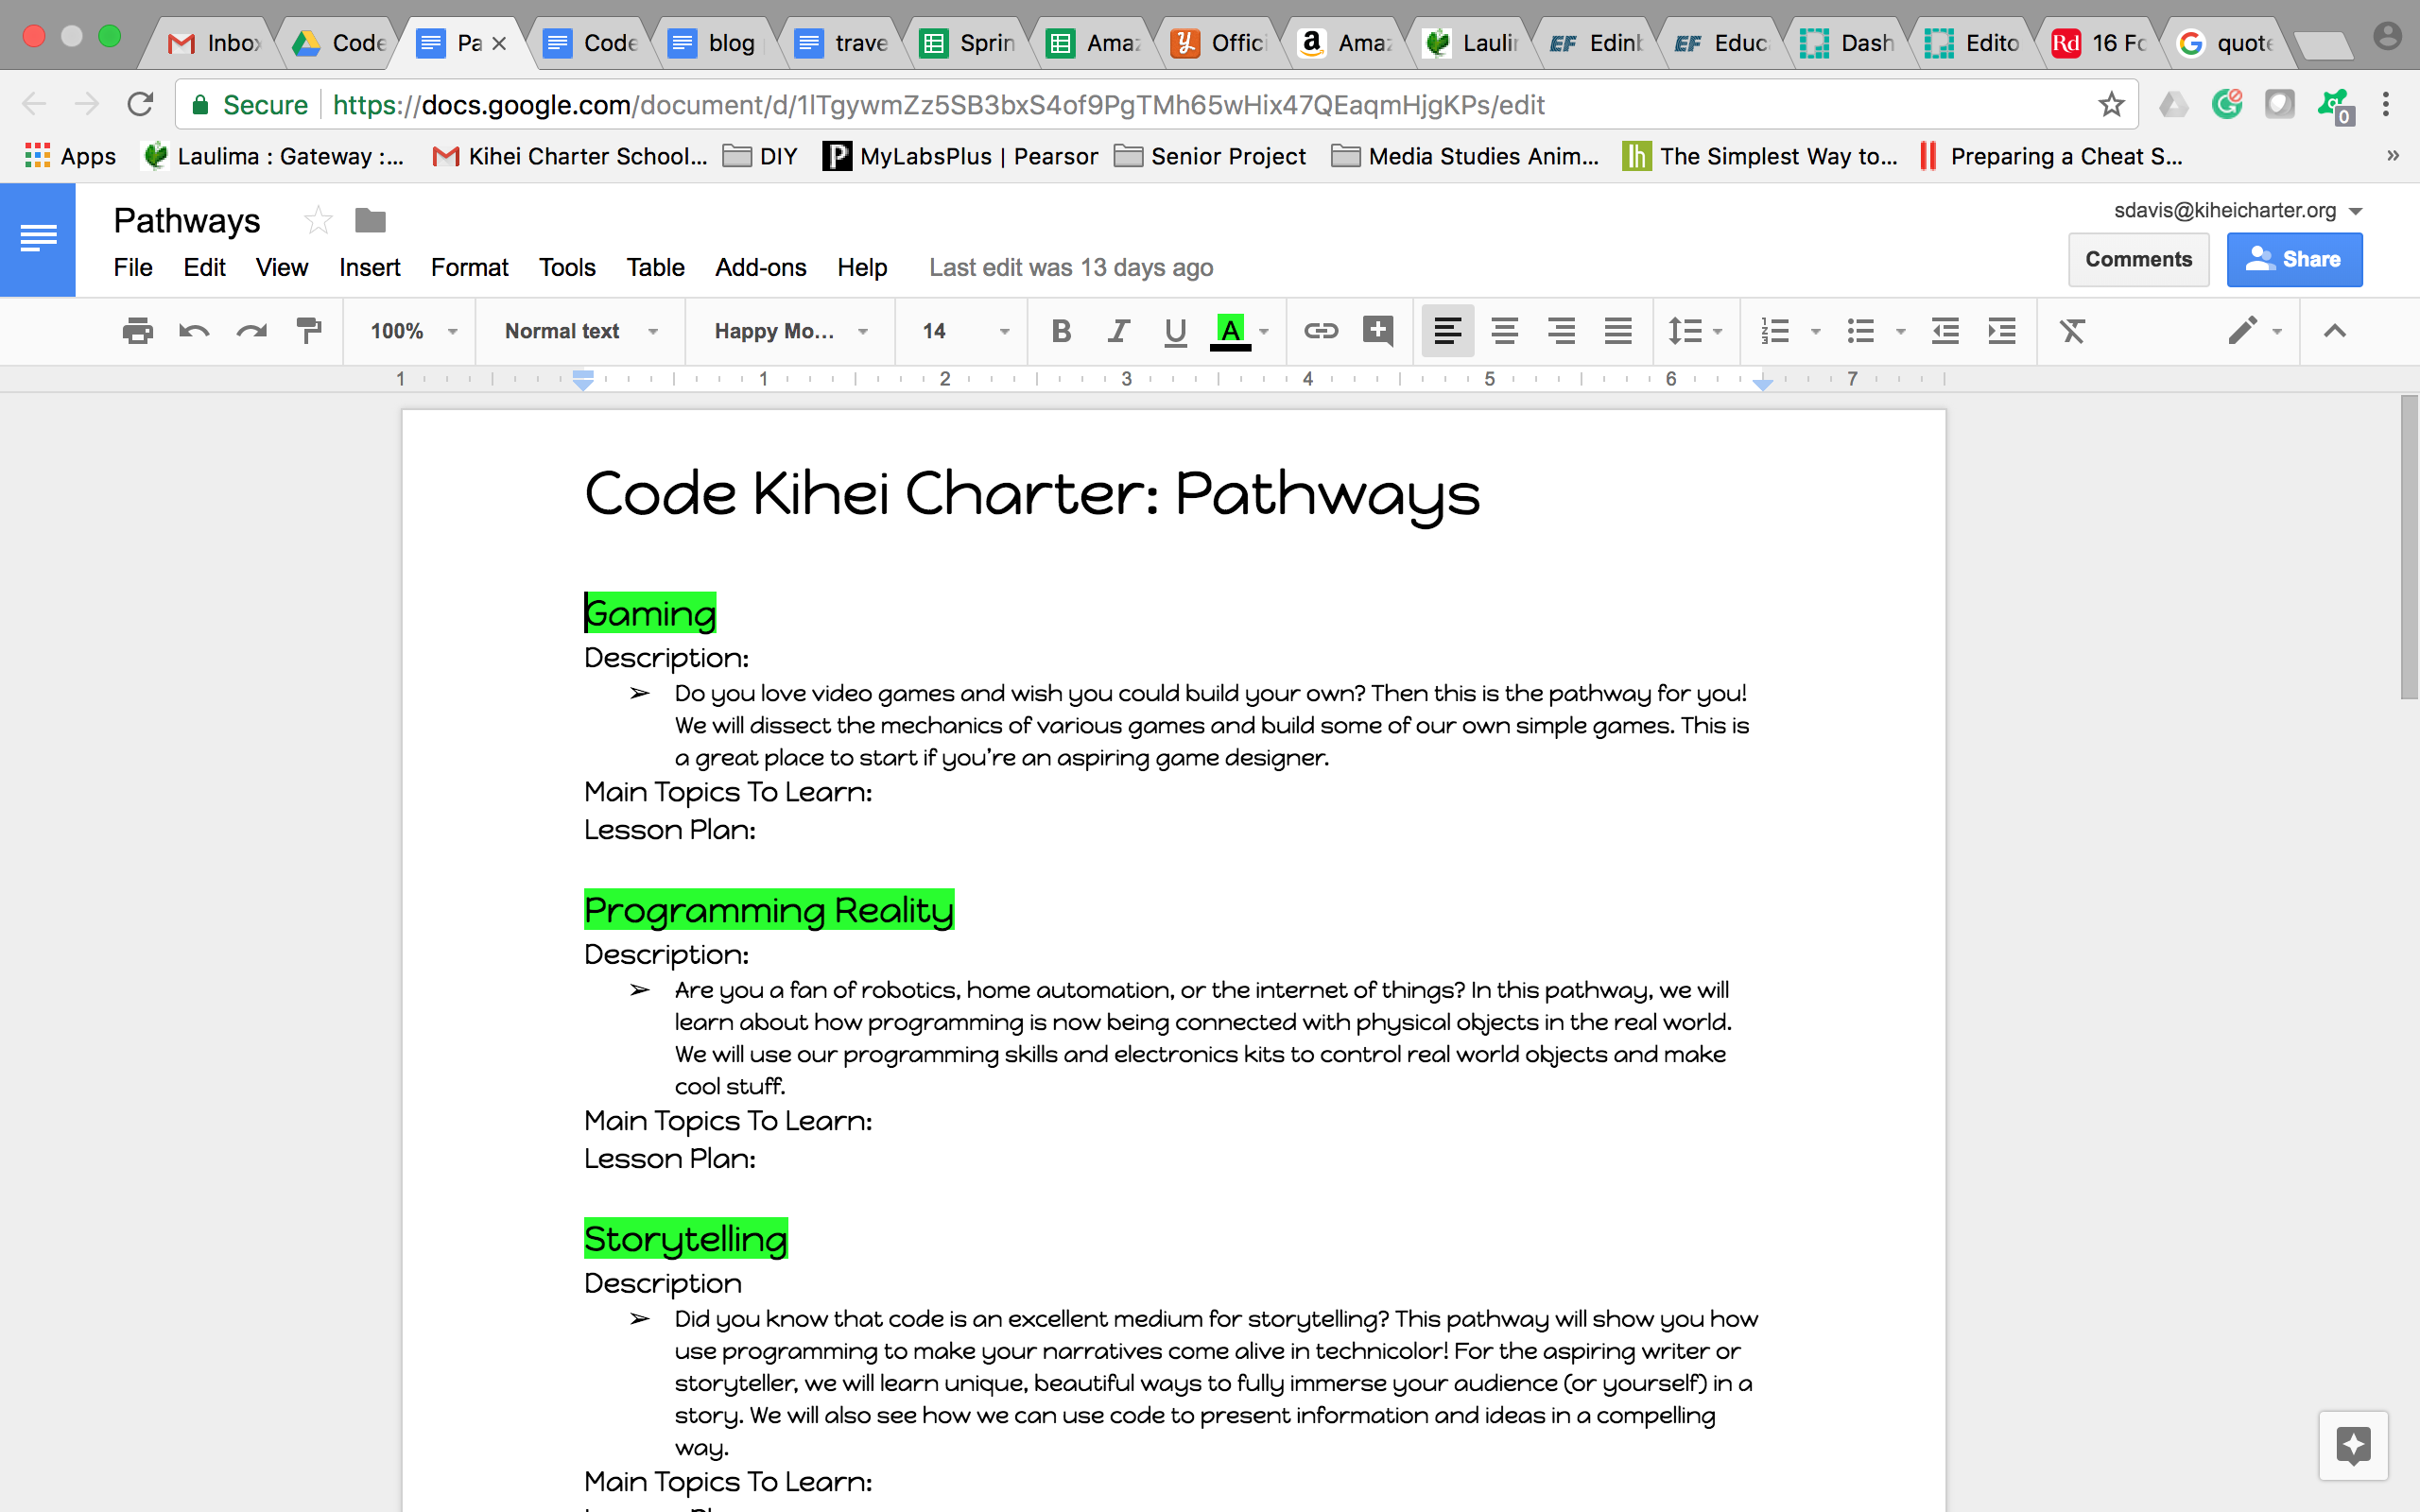 Inbox
Code
Pa
Code
blog
trave
Sprin
Amaz
Offici
a Amaz
Laulin
EF Edinb
EF Educ
Dash
Edito
Rd 16 Fo
G quote
Secure https://docs.google.com/document/d/1lTgywmZz5SB3bxS4of9PgTMh65wHix47QEaqmHjgKPs/edit
0
Apps Laulima : Gateway :... Kihei Charter School... DIY P MyLabsPlus | Pearson Senior Project Media Studies Anim... lh The Simplest Way to... Preparing a Cheat S... »
Pathways
sdavis@kiheicharter.org
File Edit View Insert Format Tools Table Add-ons Help Last edit was 13 days ago
Comments Share
100% Normal text Happy Mo... 14 B I U A
1 1 2 3 4 5 6 7
Code Kihei Charter: Pathways
Gaming
Description:
➢ Do you love video games and wish you could build your own? Then this is the pathway for you!
We will dissect the mechanics of various games and build some of our own simple games. This is
a great place to start if you’re an aspiring game designer.
Main Topics To Learn:
Lesson Plan:
Programming Reality
Description:
➢ Are you a fan of robotics, home automation, or the internet of things? In this pathway, we will
learn about how programming is now being connected with physical objects in the real world.
We will use our programming skills and electronics kits to control real world objects and make
cool stuff.
Main Topics To Learn:
Lesson Plan:
Storytelling
Description
➢ Did you know that code is an excellent medium for storytelling? This pathway will show you how
use programming to make your narratives come alive in technicolor! For the aspiring writer or
storyteller, we will learn unique, beautiful ways to fully immerse your audience (or yourself) in a
story. We will also see how we can use code to present information and ideas in a compelling
way.
Main Topics To Learn: